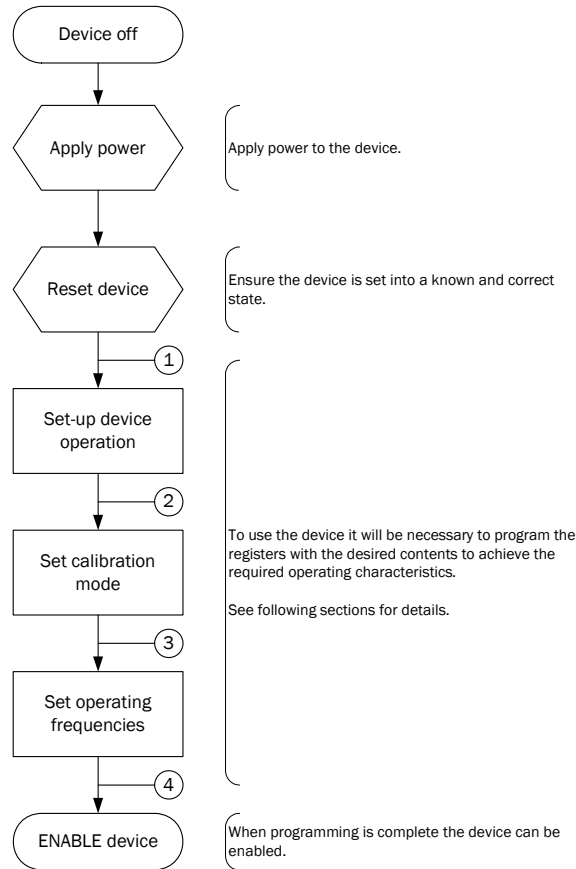 Device off
Apply power
Apply power to the device.
Reset device
Ensure the device is set into a known and correct
state.
1
Set-up device
operation
2
Set calibration
mode
To use the device it will be necessary to program the
registers with the desired contents to achieve the
required operating characteristics.
See following sections for details.
3
Set operating
frequencies
4
ENABLE device
When programming is complete the device can be
enabled.